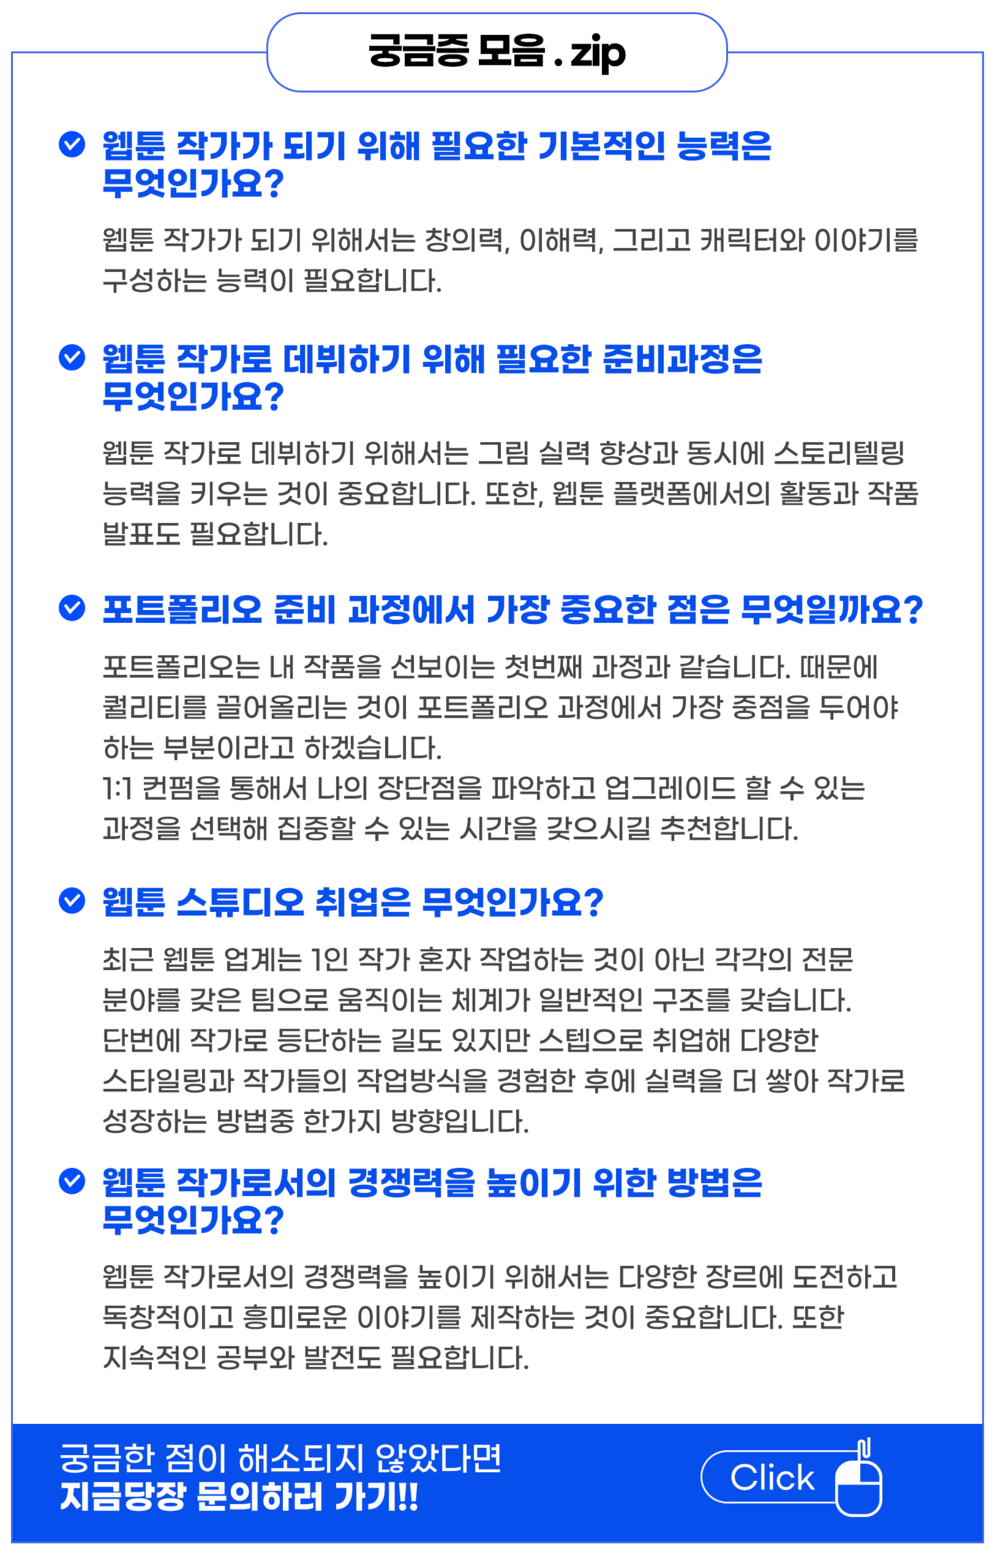 궁금증 모음 . zip
웹툰 작가가 되기 위해 필요한 기본적인 능력은
무엇인가요?
웹툰 작가가 되기 위해서는 창의력, 이해력, 그리고 캐릭터와 이야기를
구성하는 능력이 필요합니다.
웹툰 작가로 데뷔하기 위해 필요한 준비과정은
무엇인가요?
웹툰 작가로 데뷔하기 위해서는 그림 실력 향상과 동시에 스토리텔링
능력을 키우는 것이 중요합니다. 또한, 웹툰 플랫폼에서의 활동과 작품
발표도 필요합니다.
포트폴리오 준비 과정에서 가장 중요한 점은 무엇일까요?
포트폴리오는 내 작품을 선보이는 첫번째 과정과 같습니다. 때문에
퀄리티를 끌어올리는 것이 포트폴리오 과정에서 가장 중점을 두어야
하는 부분이라고 하겠습니다.
1:1 컨펌을 통해서 나의 장단점을 파악하고 업그레이드 할 수 있는
과정을 선택해 집중할 수 있는 시간을 갖으시길 추천합니다.
웹툰 스튜디오 취업은 무엇인가요?
최근 웹툰 업계는 1인 작가 혼자 작업하는 것이 아닌 각각의 전문
분야를 갖은 팀으로 움직이는 체계가 일반적인 구조를 갖습니다.
단번에 작가로 등단하는 길도 있지만 스텝으로 취업해 다양한
스타일링과 작가들의 작업방식을 경험한 후에 실력을 더 쌓아 작가로
성장하는 방법중 한가지 방향입니다.
웹툰 작가로서의 경쟁력을 높이기 위한 방법은
무엇인가요?
웹툰 작가로서의 경쟁력을 높이기 위해서는 다양한 장르에 도전하고
독창적이고 흥미로운 이야기를 제작하는 것이 중요합니다. 또한
지속적인 공부와 발전도 필요합니다.
궁금한 점이 해소되지 않았다면
지금당장 문의하러 가기!!
Click